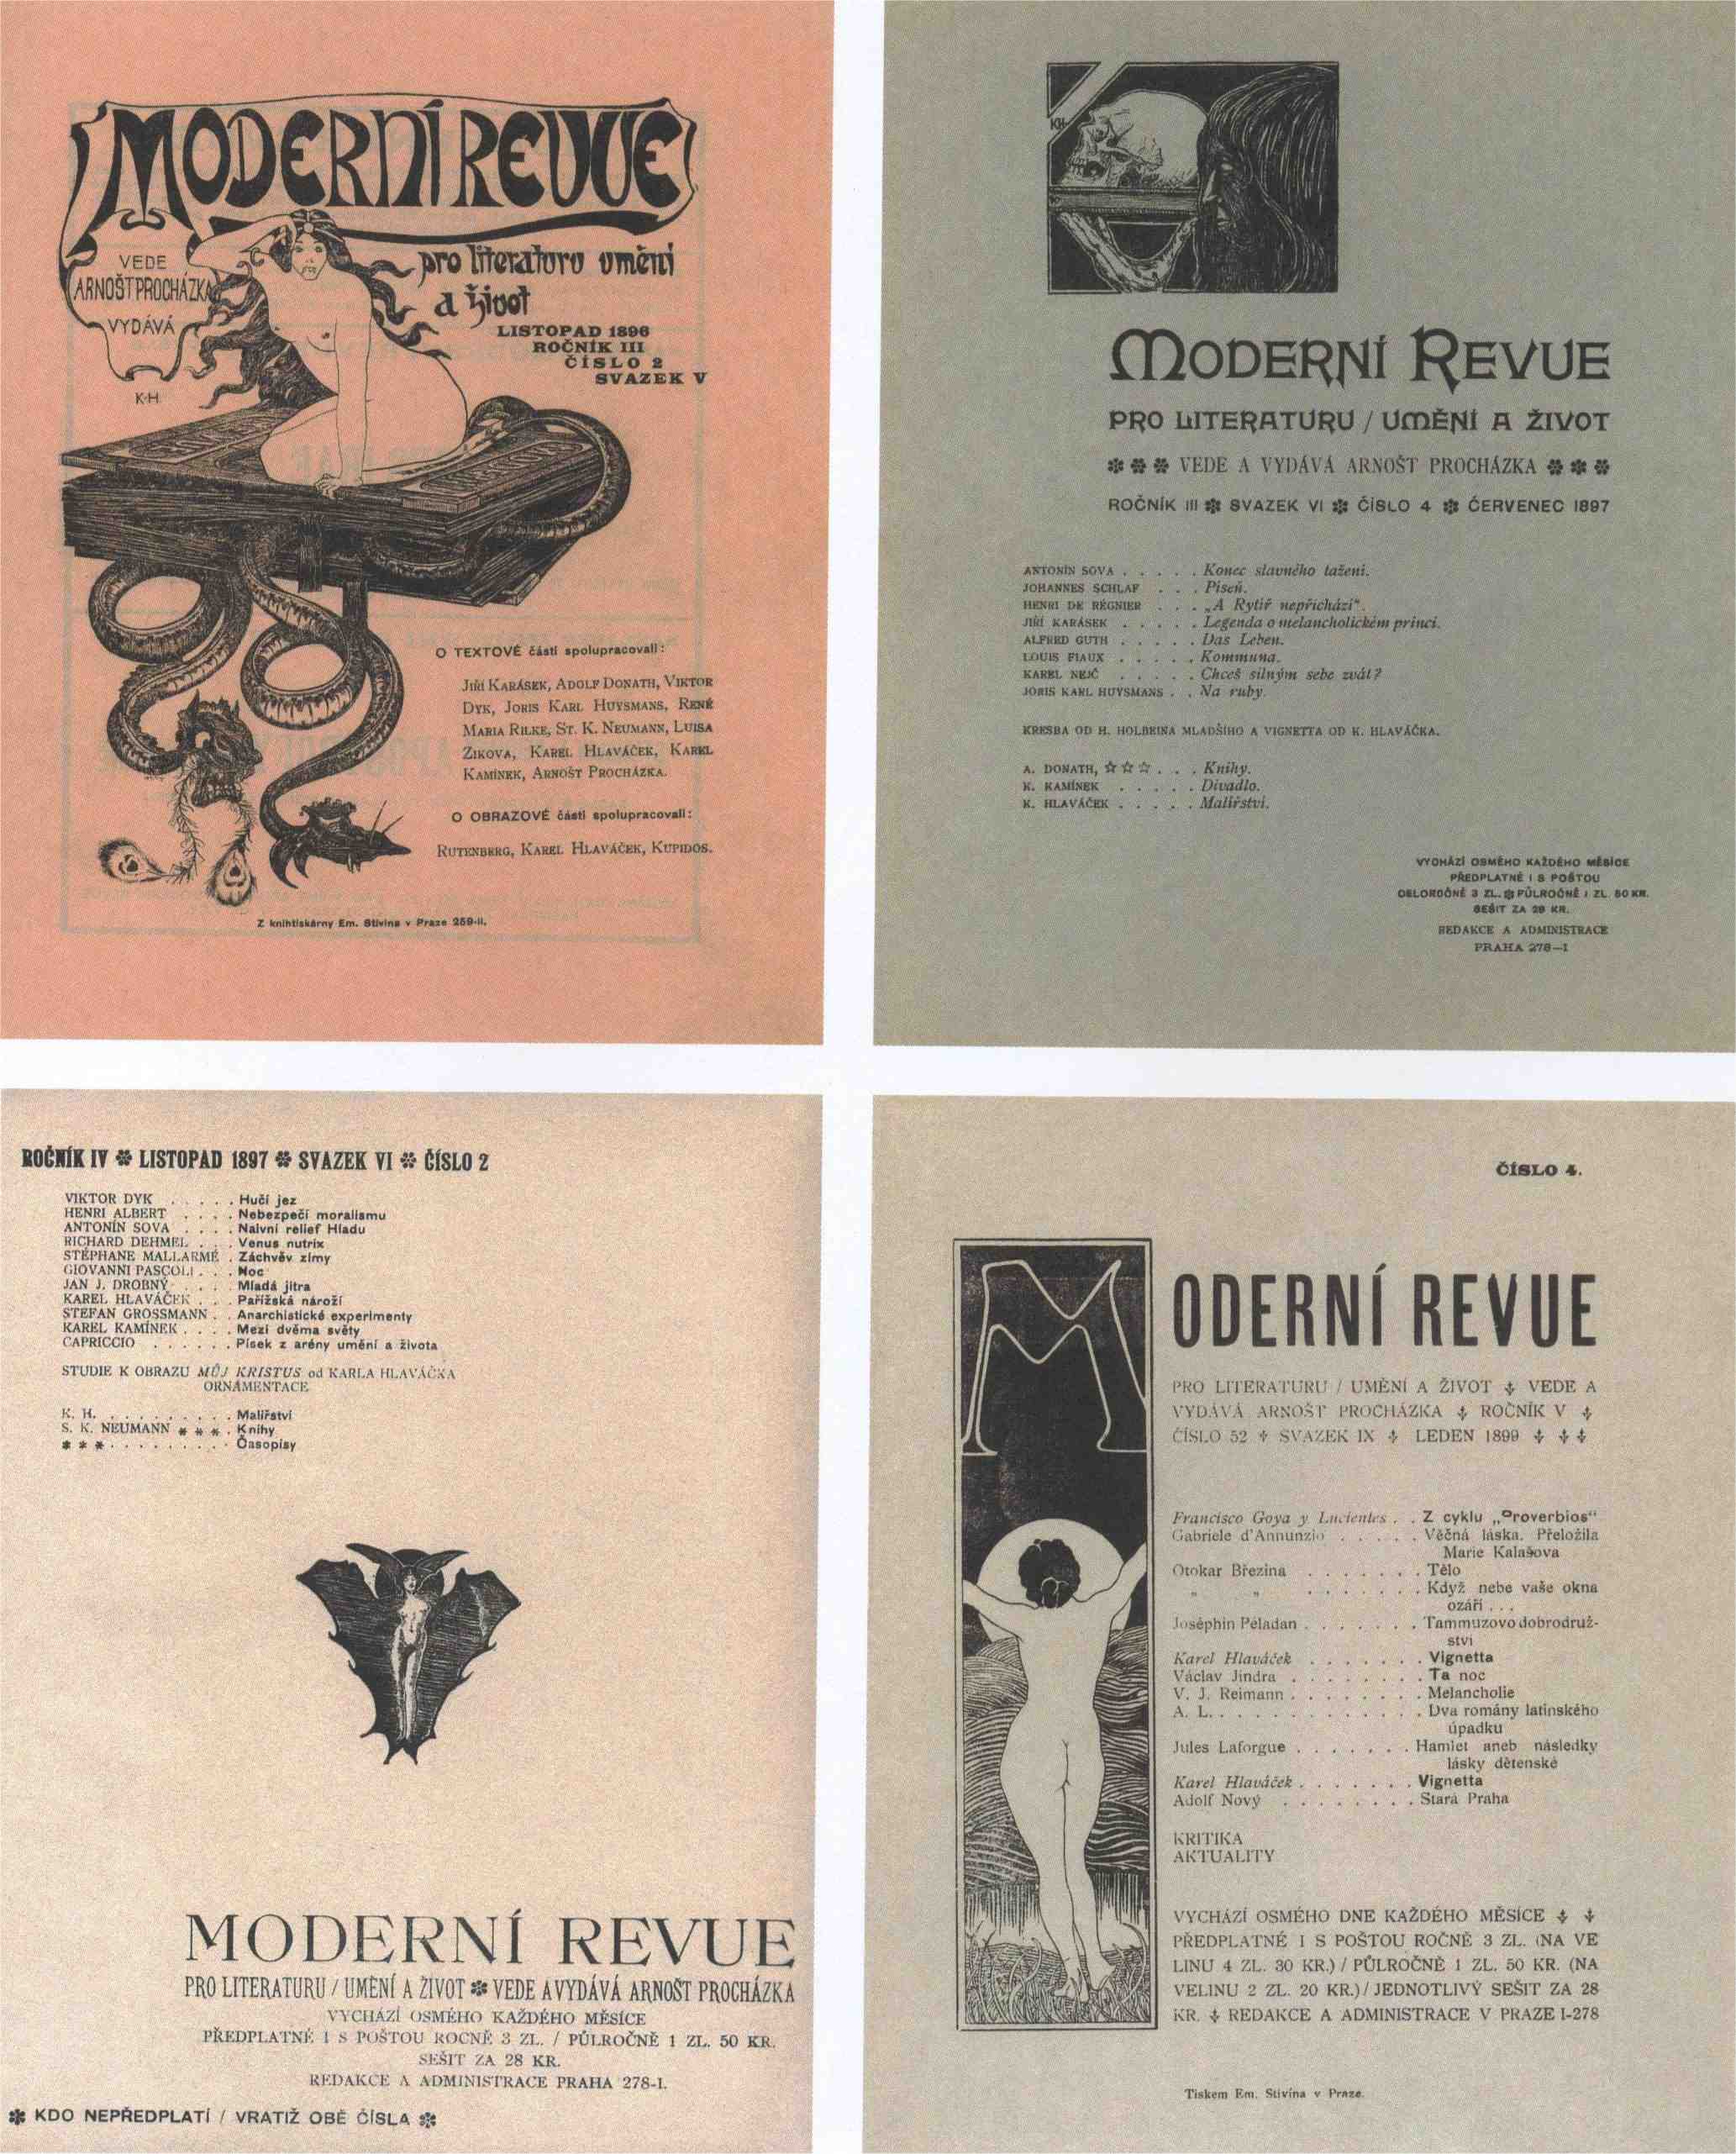 MODERNÍ REVUE
pro literaturu umění
a život
VEDE
ARNOŠT PROCHÁZKA
VYDÁVÁ
K·H·
LISTOPAD 1896
ROČNÍK III
ČÍSLO 2
SVAZEK V
O TEXTOVÉ části spolupracovali:
JIŘÍ KARÁSEK, ADOLF DONATH, VIKTOR
DYK, JORIS KARL HUYSMANS, RENÉ
MARIA RILKE, ST. K. NEUMANN, LUISA
ZIKOVA, KAREL HLAVÁČEK, KAREL
KAMÍNEK, ARNOŠT PROCHÁZKA.
O OBRAZOVÉ části spolupracovali:
RUTENBERG, KAREL HLAVÁČEK, KUPIDOS.
Z knihtiskárny Em. Stivína v Praze 259-II.
KH
MODERNÍ REVUE
PRO LITERATURU / UMĚNÍ A ŽIVOT
VEDE A VYDÁVÁ ARNOŠT PROCHÁZKA
ROČNÍK III SVAZEK VI ČÍSLO 4 ČERVENEC 1897
ANTONÍN SOVA . . . . . Konec slavného tažení.
JOHANNES SCHLAF . . . Píseň.
HENRI DE RÉGNIER . . . „A Rytíř nepřichází“.
JIŘÍ KARÁSEK . . . . . Legenda o melancholickém princi.
ALFRED GUTH . . . . . Das Leben.
LOUIS FIAUX . . . . . Kommuna.
KAREL NEJČ . . . . . Chceš silným sebe zvát?
JORIS KARL HUYSMANS . . Na ruby.
KRESBA OD H. HOLBEINA MLADŠÍHO A VIGNETTA OD K. HLAVÁČKA.
A. DONATH, ☆ ☆ ☆ . . . Knihy.
K. KAMÍNEK . . . . . Divadlo.
K. HLAVÁČEK . . . . . Malířství.
VYCHÁZÍ OSMÉHO KAŽDÉHO MĚSÍCE
PŘEDPLATNÉ I S POŠTOU
CELOROČNĚ 3 ZL. PŮLROČNĚ 1 ZL. 50 KR.
SEŠIT ZA 28 KR.
REDAKCE A ADMINISTRACE
PRAHA 278—I
ROČNÍK IV LISTOPAD 1897 SVAZEK VI ČÍSLO 2
VIKTOR DYK . . . . . Hučí jez
HENRI ALBERT . . . . Nebezpečí moralismu
ANTONÍN SOVA . . . . Naivní relief Hladu
RICHARD DEHMEL . . . Venus nutrix
STÉPHANE MALLARMÉ . Záchvěv zimy
GIOVANNI PASCOLI . . . Noc
JAN J. DROBNÝ . . . . Mladá jitra
KAREL HLAVÁČEK . . . Pařížská nároží
STEFAN GROSSMANN . . Anarchistické experimenty
KAREL KAMÍNEK . . . . Mezi dvěma světy
CAPRICCIO . . . . . . Písek z arény umění a života
STUDIE K OBRAZU MŮJ KRISTUS od KARLA HLAVÁČKA
ORNAMENTACE
K. H. . . . . . . . . . Malířství
S. K. NEUMANN * * * . Knihy
* * * . . . . . . . . . Časopisy
MODERNÍ REVUE
PRO LITERATURU / UMĚNÍ A ŽIVOT VEDE A VYDÁVÁ ARNOŠT PROCHÁZKA
VYCHÁZÍ OSMÉHO KAŽDÉHO MĚSÍCE
PŘEDPLATNÉ I S POŠTOU ROČNĚ 3 ZL. / PŮLROČNĚ 1 ZL. 50 KR.
SEŠIT ZA 28 KR.
REDAKCE A ADMINISTRACE PRAHA 278-I.
KDO NEPŘEDPLATÍ / VRATIŽ OBĚ ČÍSLA
ČÍSLO 4.
MODERNÍ REVUE
PRO LITERATURU / UMĚNÍ A ŽIVOT VEDE A
VYDÁVÁ ARNOŠT PROCHÁZKA ROČNÍK V
ČÍSLO 52 SVAZEK IX LEDEN 1899
Francisco Goya y Lucientes . . Z cyklu „Proverbios“
Gabriele d'Annunzio . . . . . Věčná láska. Přeložila
Marie Kalašova
Otokar Březina . . . . . . . Tělo
„ „ . . . . . . . Když nebe vaše okna
ozáří . . .
Joséphin Péladan . . . . . . . Tammuzovo dobrodruž-
ství
Karel Hlaváček . . . . . . . Vignetta
Václav Jindra . . . . . . . . Ta noc
V. J. Reimann . . . . . . . . Melancholie
A. L. . . . . . . . . . . . . Dva romány latinského
úpadku
Jules Laforgue . . . . . . . Hamlet aneb následky
lásky dětenské
Karel Hlaváček . . . . . . . Vignetta
Adolf Nový . . . . . . . . Stará Praha
KRITIKA
AKTUALITY
VYCHÁZÍ OSMÉHO DNE KAŽDÉHO MĚSÍCE
PŘEDPLATNÉ I S POŠTOU ROČNĚ 3 ZL. (NA VE
LINU 4 ZL. 30 KR.) / PŮLROČNĚ 1 ZL. 50 KR. (NA
VELINU 2 ZL. 20 KR.) / JEDNOTLIVÝ SEŠIT ZA 28
KR. REDAKCE A ADMINISTRACE V PRAZE I-278
Tiskem Em. Stivína v Praze.